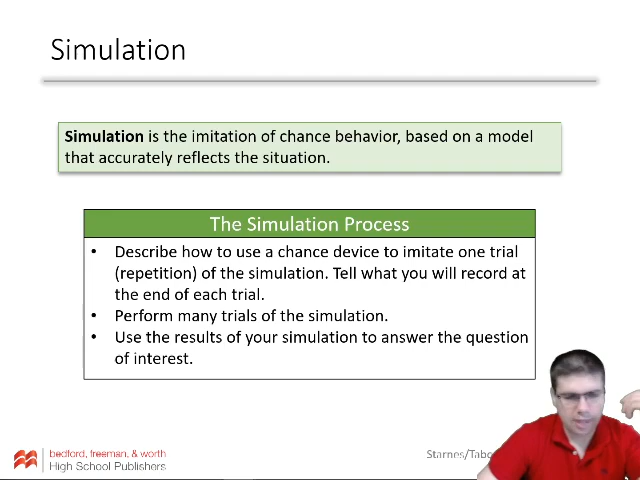 Simulation
Simulation is the imitation of chance behavior, based on a model
that accurately reflects the situation.
The Simulation Process
• Describe how to use a chance device to imitate one trial
(repetition) of the simulation. Tell what you will record at
the end of each trial.
• Perform many trials of the simulation.
• Use the results of your simulation to answer the question
of interest.
bedford, freeman, & worth
High School Publishers
Starnes/Tabo